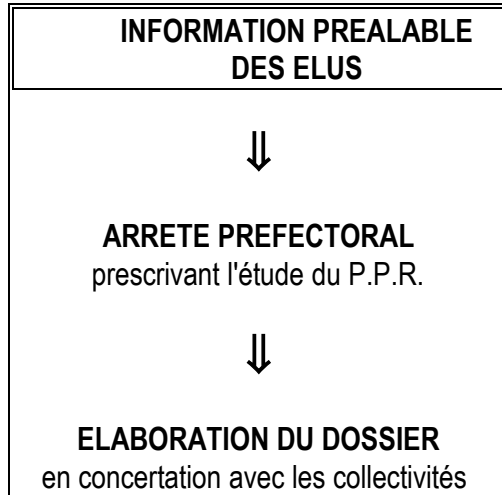 INFORMATION PREALABLE
DES ELUS
⇓
ARRETE PREFECTORAL
prescrivant l'étude du P.P.R.
⇓
ELABORATION DU DOSSIER
en concertation avec les collectivités